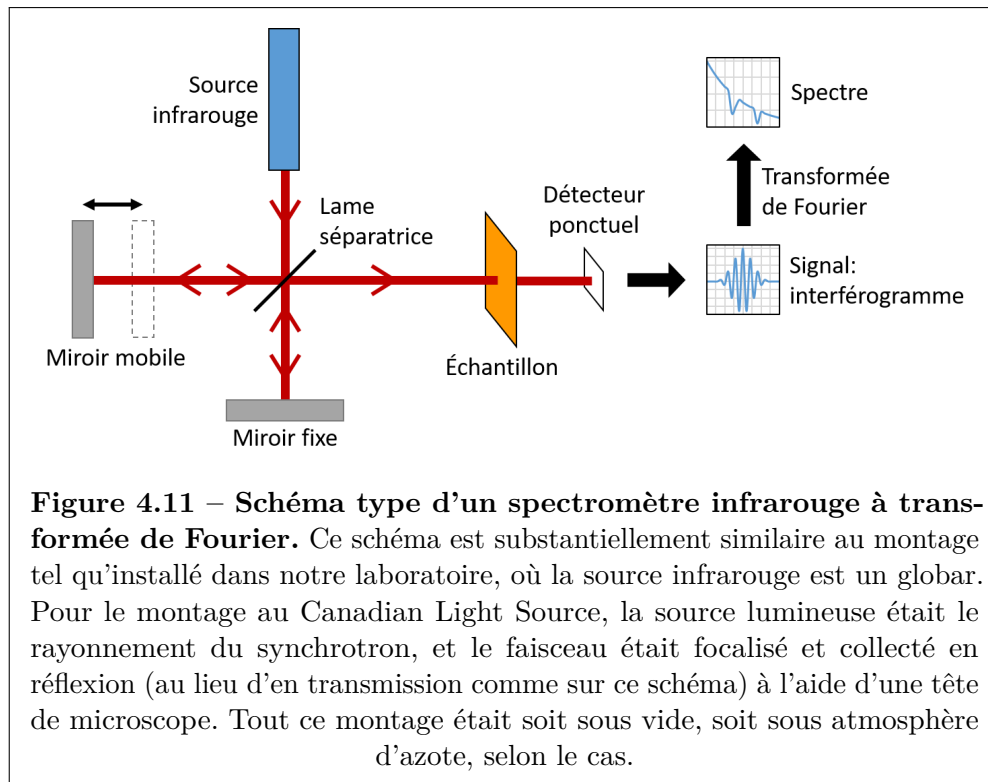 Source
infrarouge
Spectre
Transformée
de Fourier
Lame
séparatrice
Détecteur
ponctuel
Signal:
interférogramme
Miroir mobile
Échantillon
Miroir fixe
Figure 4.11 – Schéma type d'un spectromètre infrarouge à trans-
formée de Fourier. Ce schéma est substantiellement similaire au montage
tel qu'installé dans notre laboratoire, où la source infrarouge est un globar.
Pour le montage au Canadian Light Source, la source lumineuse était le
rayonnement du synchrotron, et le faisceau était focalisé et collecté en
réflexion (au lieu d'en transmission comme sur ce schéma) à l'aide d'une tête
de microscope. Tout ce montage était soit sous vide, soit sous atmosphère
d'azote, selon le cas.